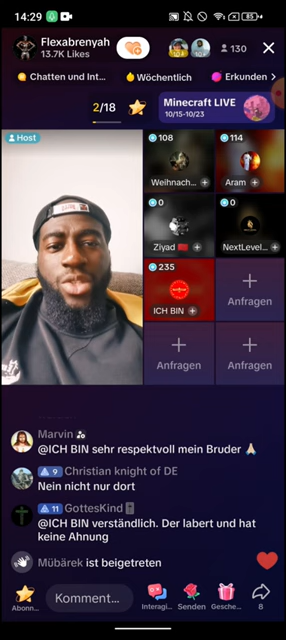 14:29
85
Flexabrenyah
13.7K Likes
130
Chatten und Int...
Wöchentlich
Erkunden
2/18
Minecraft LIVE
10/15-10/23
Host
108
Weihnach...
114
Aram
0
Ziyad
0
NextLevel...
235
ICH BIN
Anfragen
Anfragen
Anfragen
Marvin
@ICH BIN sehr respektvoll mein Bruder 🙏🏻
9 Christian knight of DE
Nein nicht nur dort
11 GottesKind
@ICH BIN verständlich. Der labert und hat
keine Ahnung
Mübärek ist beigetreten
Abonn...
Komment...
Interagi...
Senden
Gesche...
8